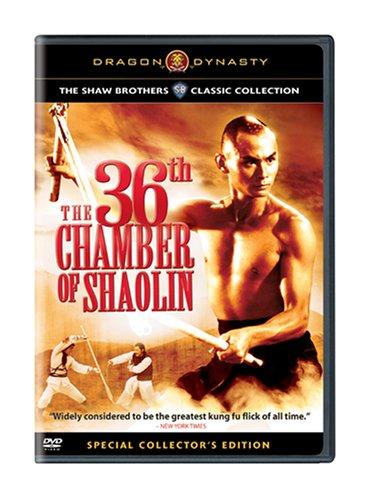 DRAGON DYNASTY
THE SHAW BROTHERS SB CLASSIC COLLECTION
THE 36th
CHAMBER
OF SHAOLIN
"Widely considered to be the greatest kung fu flick of all time."
– NEW YORK TIMES
DVD
VIDEO
SPECIAL COLLECTOR'S EDITION